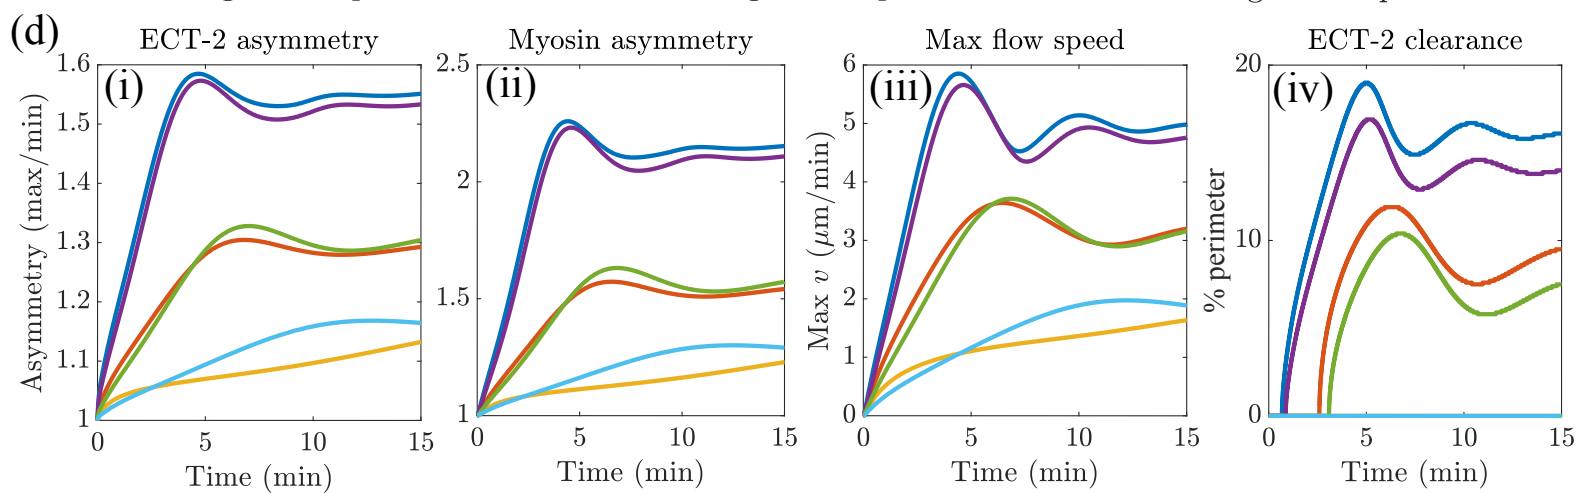 (d)
ECT-2 asymmetry Myosin asymmetry Max flow speed ECT-2 clearance
(i) (ii) (iii) (iv)
Asymmetry (max/min)
1.6
1.5
1.4
1.3
1.2
1.1
1
0 5 10 15
Time (min)
2.5
2
1.5
1
0 5 10 15
Time (min)
Max v (μm/min)
6
5
4
3
2
1
0
0 5 10 15
Time (min)
% perimeter
20
10
0
0 5 10 15
Time (min)